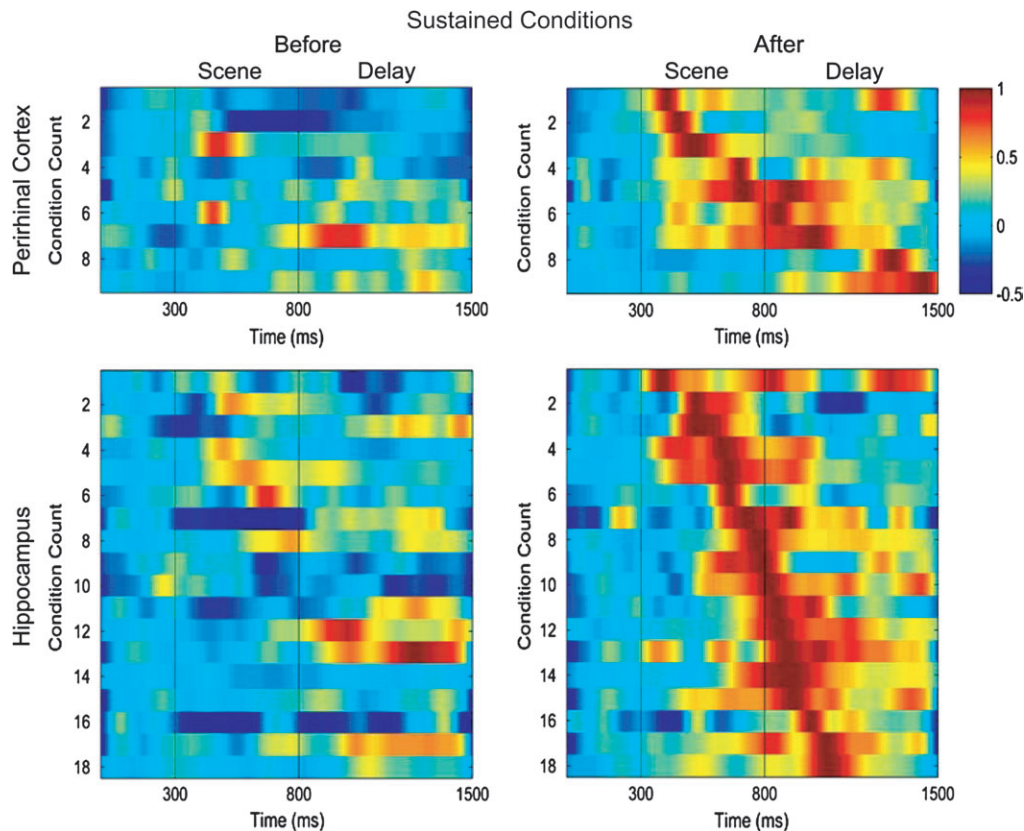 Sustained Conditions
Before
After
Scene
Delay
Scene
Delay
Perirhinal Cortex
Condition Count
2
4
6
8
300
800
1500
Time (ms)
Condition Count
2
4
6
8
300
800
1500
Time (ms)
1
0.5
0
-0.5
Hippocampus
Condition Count
2
4
6
8
10
12
14
16
18
300
800
1500
Time (ms)
Condition Count
2
4
6
8
10
12
14
16
18
300
800
1500
Time (ms)